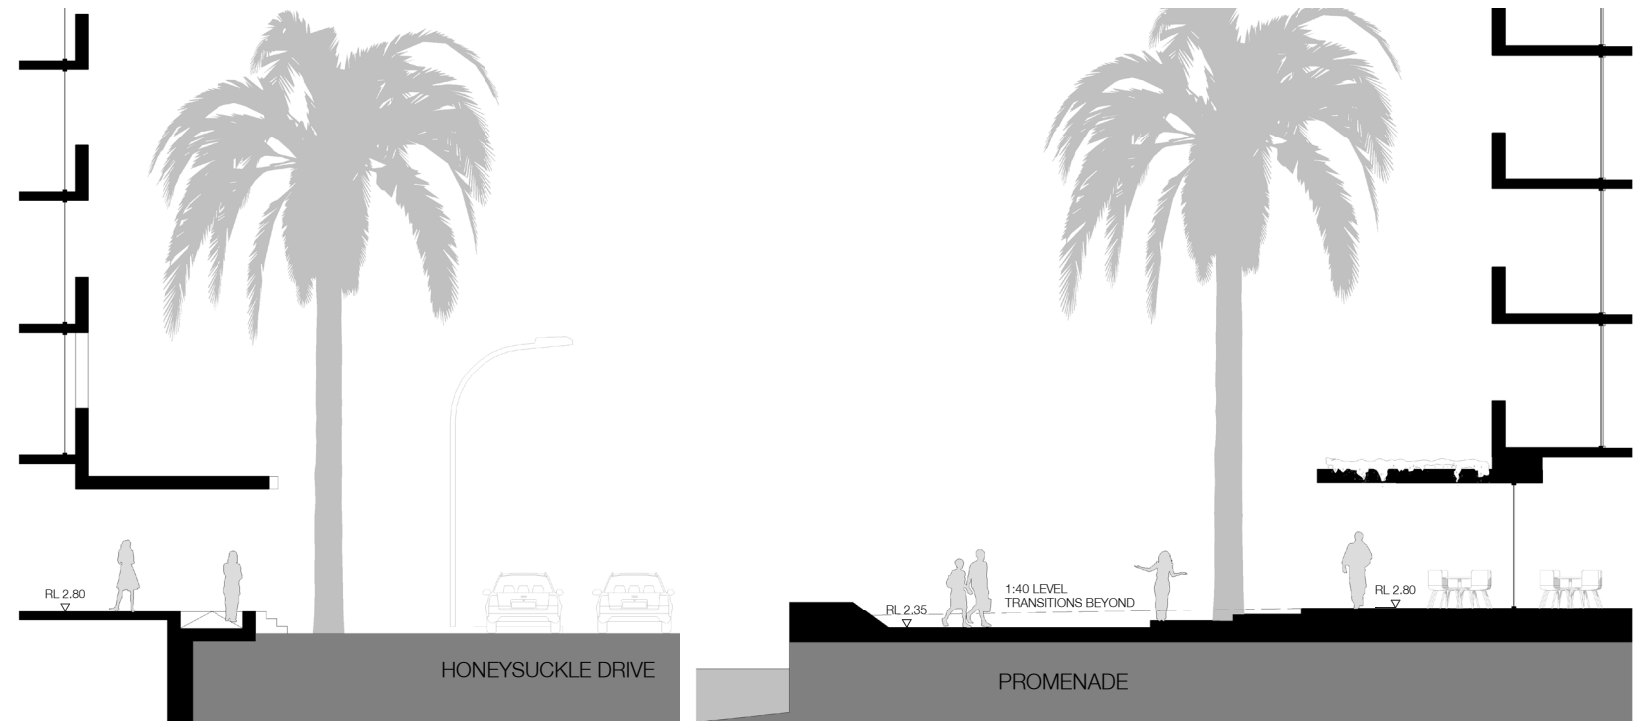 RL 2.80
HONEYSUCKLE DRIVE
RL 2.35
1:40 LEVEL
TRANSITIONS BEYOND
RL 2.80
PROMENADE